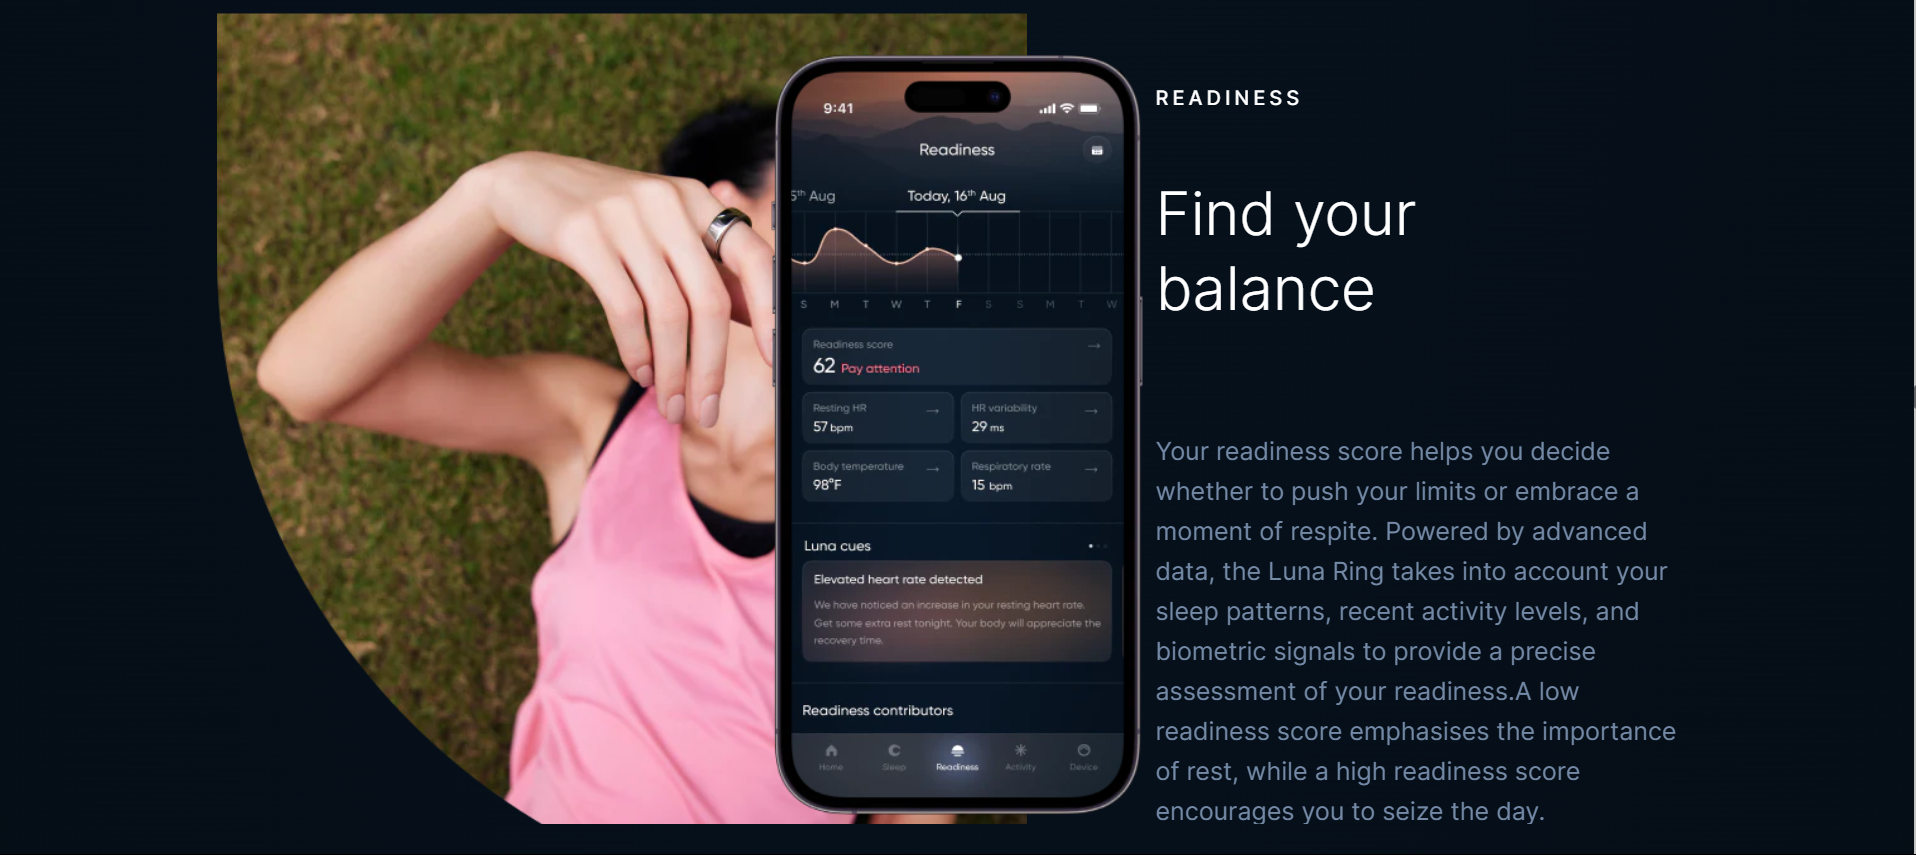 9:41
Readiness
5th Aug
Today, 16th Aug
S M T W T F S S M T W
Readiness score
62 Pay attention
Resting HR
57 bpm
HR variability
29 ms
Body temperature
98°F
Respiratory rate
15 bpm
Luna cues
Elevated heart rate detected
We have noticed an increase in your resting heart rate.
Get some extra rest tonight. Your body will appreciate the
recovery time.
Readiness contributors
Home Sleep Readiness Activity Device
READINESS
Find your
balance
Your readiness score helps you decide
whether to push your limits or embrace a
moment of respite. Powered by advanced
data, the Luna Ring takes into account your
sleep patterns, recent activity levels, and
biometric signals to provide a precise
assessment of your readiness.A low
readiness score emphasises the importance
of rest, while a high readiness score
encourages you to seize the day.